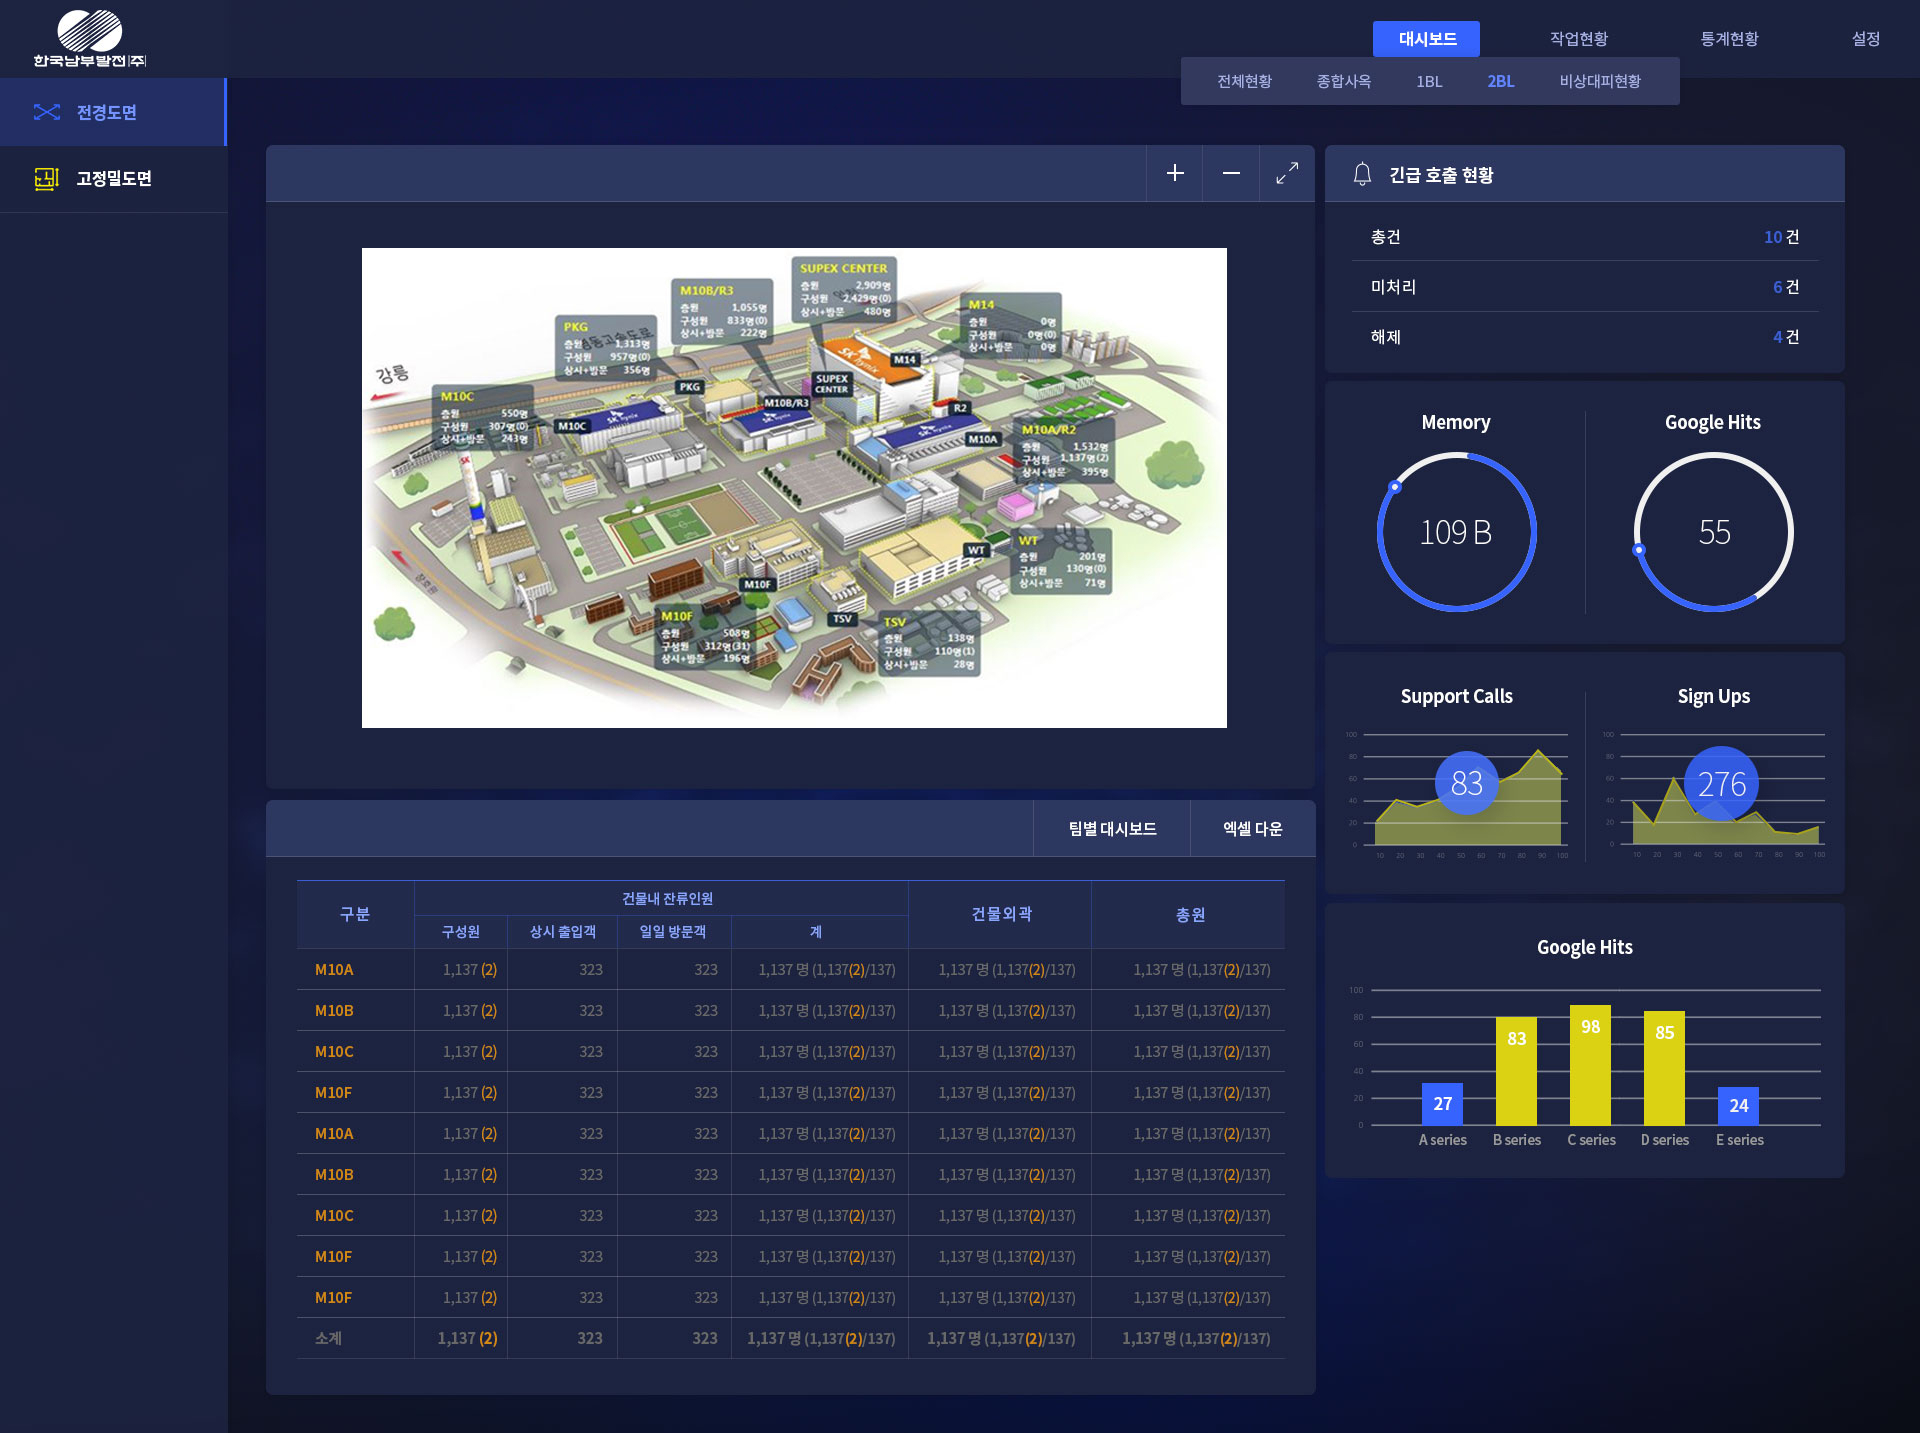 한국남부발전(주)
대시보드 작업현황 통계현황 설정
전체현황 종합사옥 1BL 2BL 비상대피현황
전경도면
고정밀도면
강릉
PKG
총원 1,313명
구성원 957명(0)
상시+방문 356명
M10B/R3
총원 1,055명
구성원 833명(0)
상시+방문 222명
SUPEX CENTER
총원 2,909명
구성원 2,429명(0)
상시+방문 480명
M14
총원 0명
구성원 0명(0)
상시+방문 0명
M10C
총원 550명
구성원 307명(0)
상시+방문 243명
M10A/R2
총원 1,532명
구성원 1,137명(2)
상시+방문 395명
WT
총원 201명
구성원 130명(0)
상시+방문 71명
M10F
총원 508명
구성원 312명(31)
상시+방문 196명
TSV
총원 138명
구성원 110명(1)
상시+방문 28명
PKG
M10B/R3
SUPEX
CENTER
M14
M10C
R2
M10A
WT
M10F
TSV
SK hynix
SK hynix
SK hynix
SK
긴급 호출 현황
총건 10 건
미처리 6 건
해제 4 건
Memory
109 B
Google Hits
55
Support Calls
100
80
60
40
20
0
83
10 20 30 40 50 60 70 80 90 100
Sign Ups
100
80
60
40
20
0
276
10 20 30 40 50 60 70 80 90 100
Google Hits
100
80
60
40
20
0
27 83 98 85 24
A series B series C series D series E series
팀별 대시보드 엑셀 다운
구분 건물내 잔류인원 건물외곽 총원
구성원 상시 출입객 일일 방문객 계
M10A 1,137 (2) 323 323 1,137 명 (1,137(2)/137) 1,137 명 (1,137(2)/137) 1,137 명 (1,137(2)/137)
M10B 1,137 (2) 323 323 1,137 명 (1,137(2)/137) 1,137 명 (1,137(2)/137) 1,137 명 (1,137(2)/137)
M10C 1,137 (2) 323 323 1,137 명 (1,137(2)/137) 1,137 명 (1,137(2)/137) 1,137 명 (1,137(2)/137)
M10F 1,137 (2) 323 323 1,137 명 (1,137(2)/137) 1,137 명 (1,137(2)/137) 1,137 명 (1,137(2)/137)
M10A 1,137 (2) 323 323 1,137 명 (1,137(2)/137) 1,137 명 (1,137(2)/137) 1,137 명 (1,137(2)/137)
M10B 1,137 (2) 323 323 1,137 명 (1,137(2)/137) 1,137 명 (1,137(2)/137) 1,137 명 (1,137(2)/137)
M10C 1,137 (2) 323 323 1,137 명 (1,137(2)/137) 1,137 명 (1,137(2)/137) 1,137 명 (1,137(2)/137)
M10F 1,137 (2) 323 323 1,137 명 (1,137(2)/137) 1,137 명 (1,137(2)/137) 1,137 명 (1,137(2)/137)
M10F 1,137 (2) 323 323 1,137 명 (1,137(2)/137) 1,137 명 (1,137(2)/137) 1,137 명 (1,137(2)/137)
소계 1,137 (2) 323 323 1,137 명 (1,137(2)/137) 1,137 명 (1,137(2)/137) 1,137 명 (1,137(2)/137)